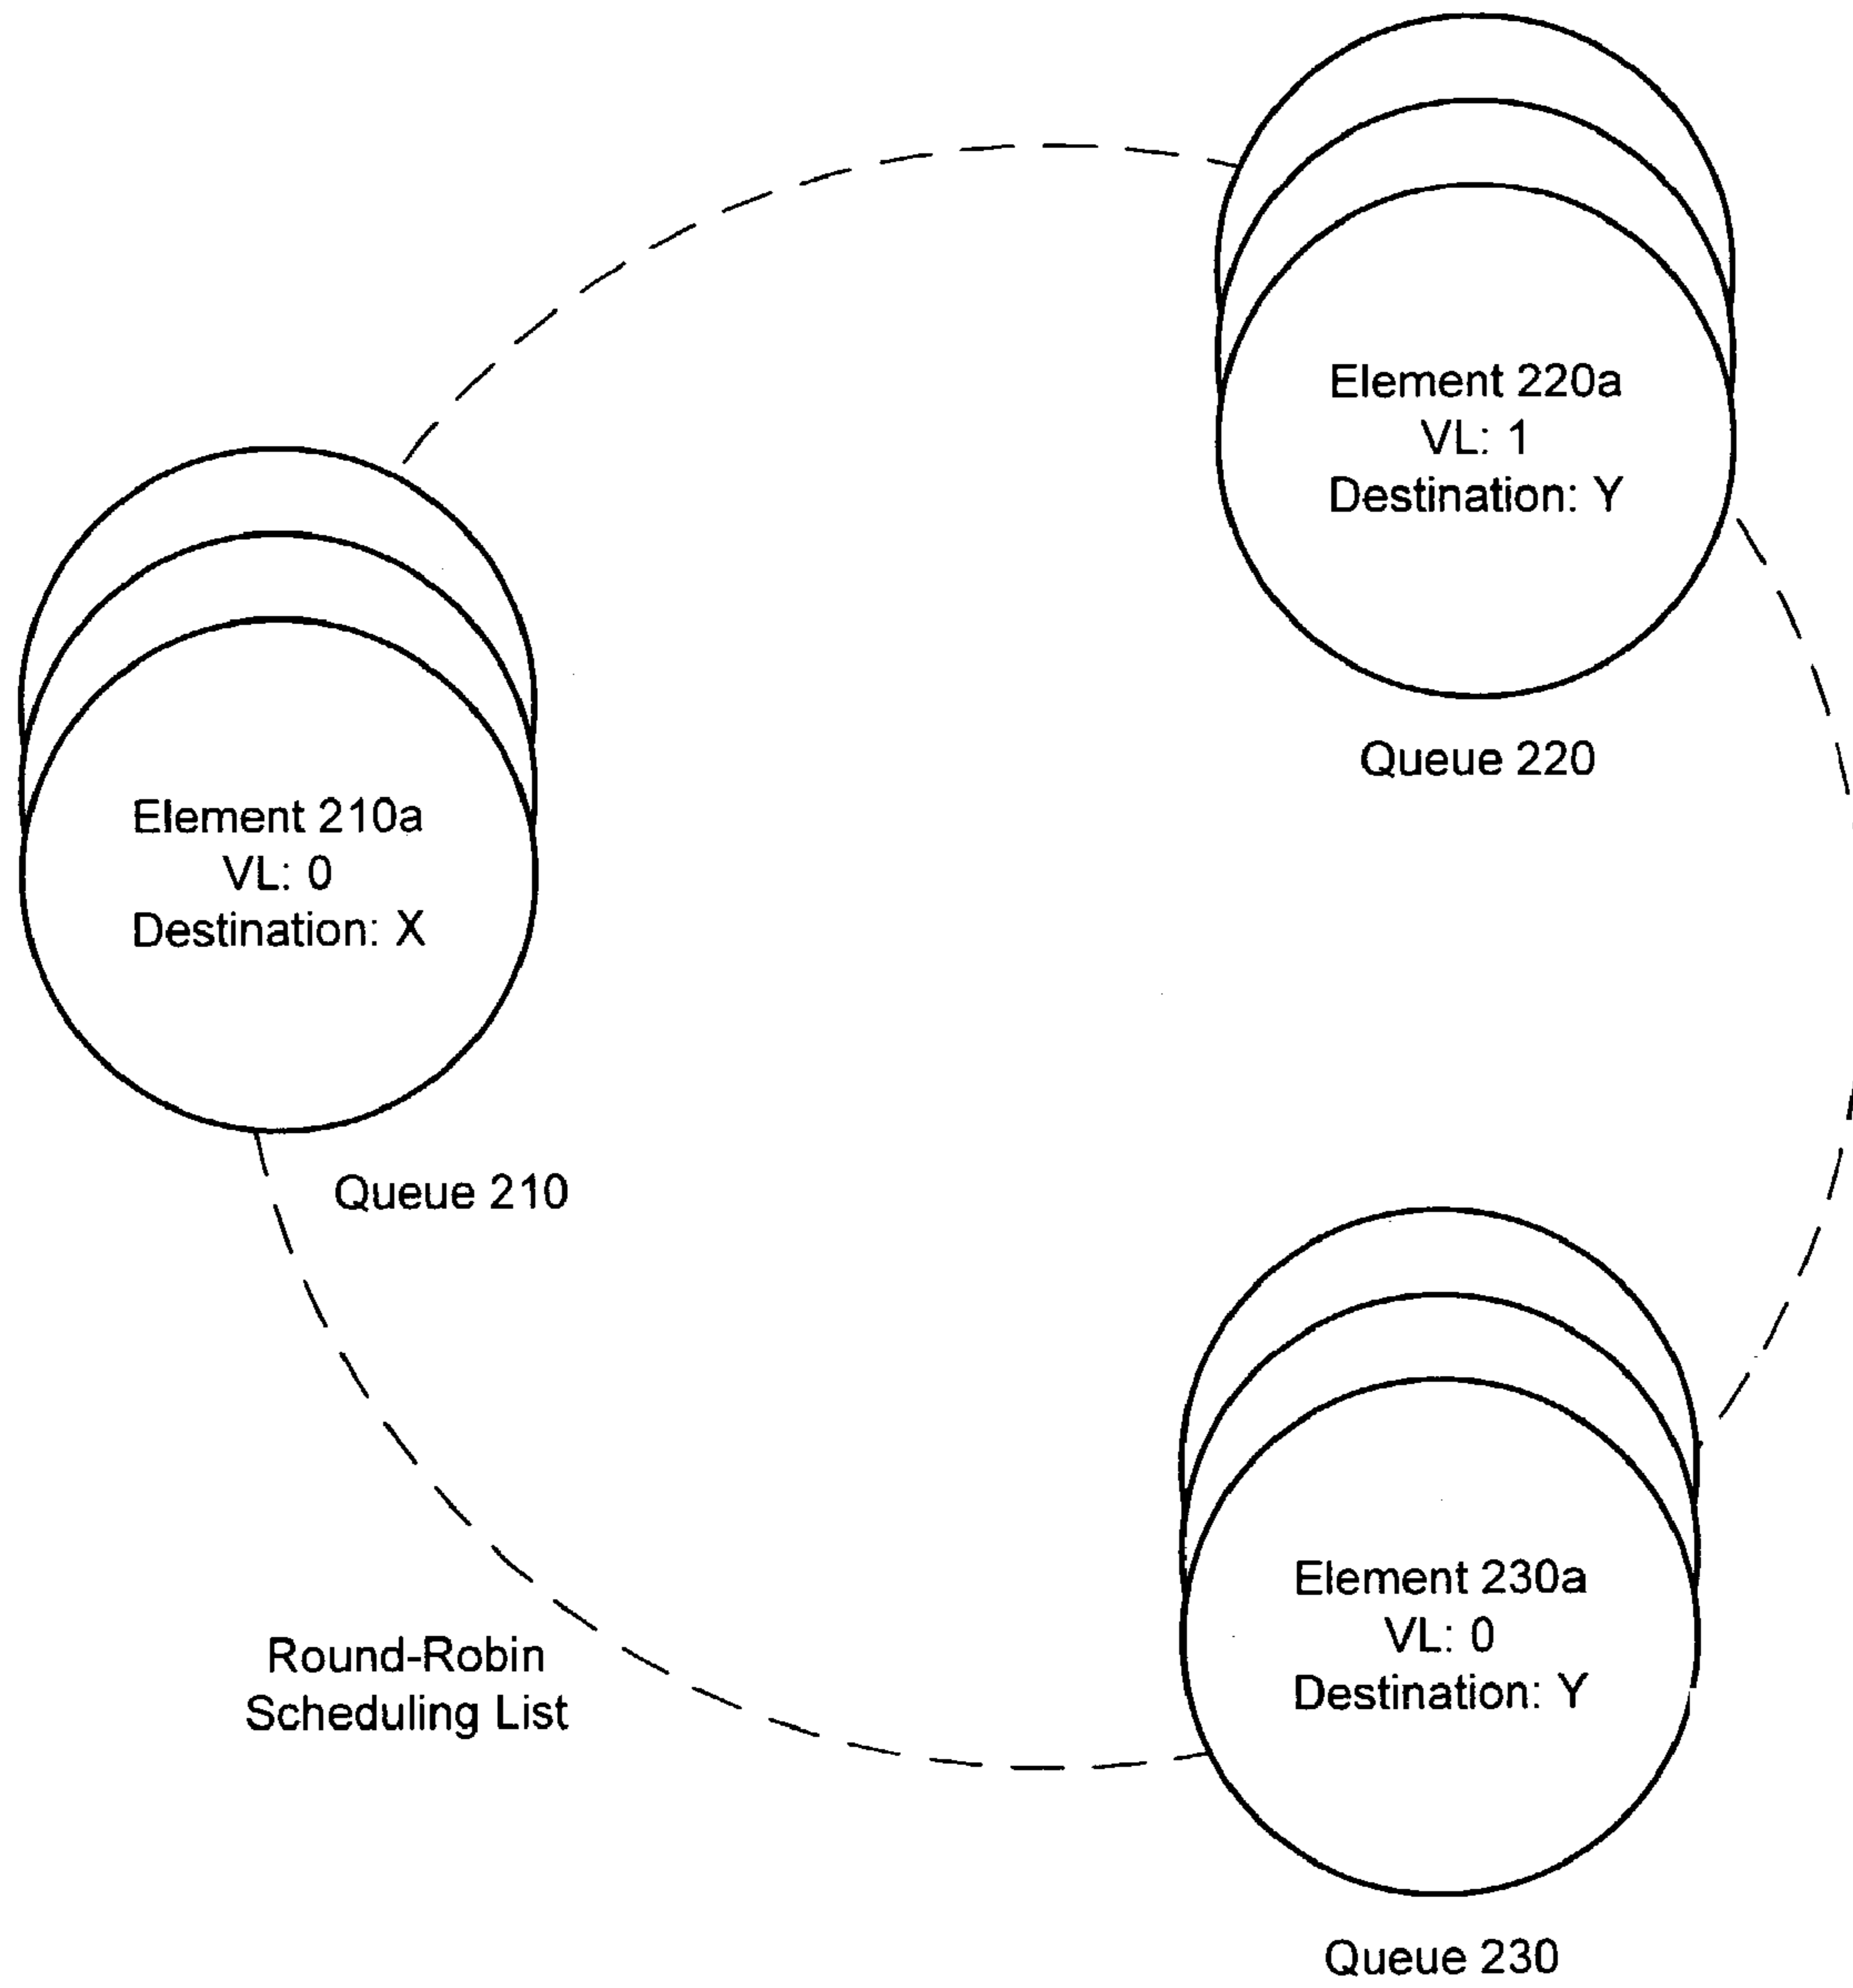 Element 220a
VL: 1
Destination: Y
Queue 220
Element 210a
VL: 0
Destination: X
Queue 210
Element 230a
VL: 0
Destination: Y
Queue 230
Round-Robin
Scheduling List